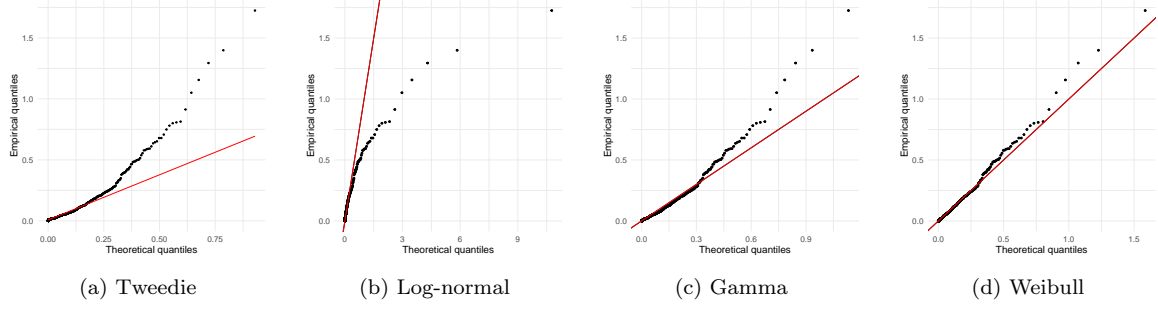 Empirical quantiles
1.5
1.0
0.5
0.0
0.00
0.25
0.50
0.75
Theoretical quantiles
(a) Tweedie
Empirical quantiles
1.5
1.0
0.5
0.0
0
3
6
9
Theoretical quantiles
(b) Log-normal
Empirical quantiles
1.5
1.0
0.5
0.0
0.0
0.3
0.6
0.9
Theoretical quantiles
(c) Gamma
Empirical quantiles
1.5
1.0
0.5
0.0
0.0
0.5
1.0
1.5
Theoretical quantiles
(d) Weibull